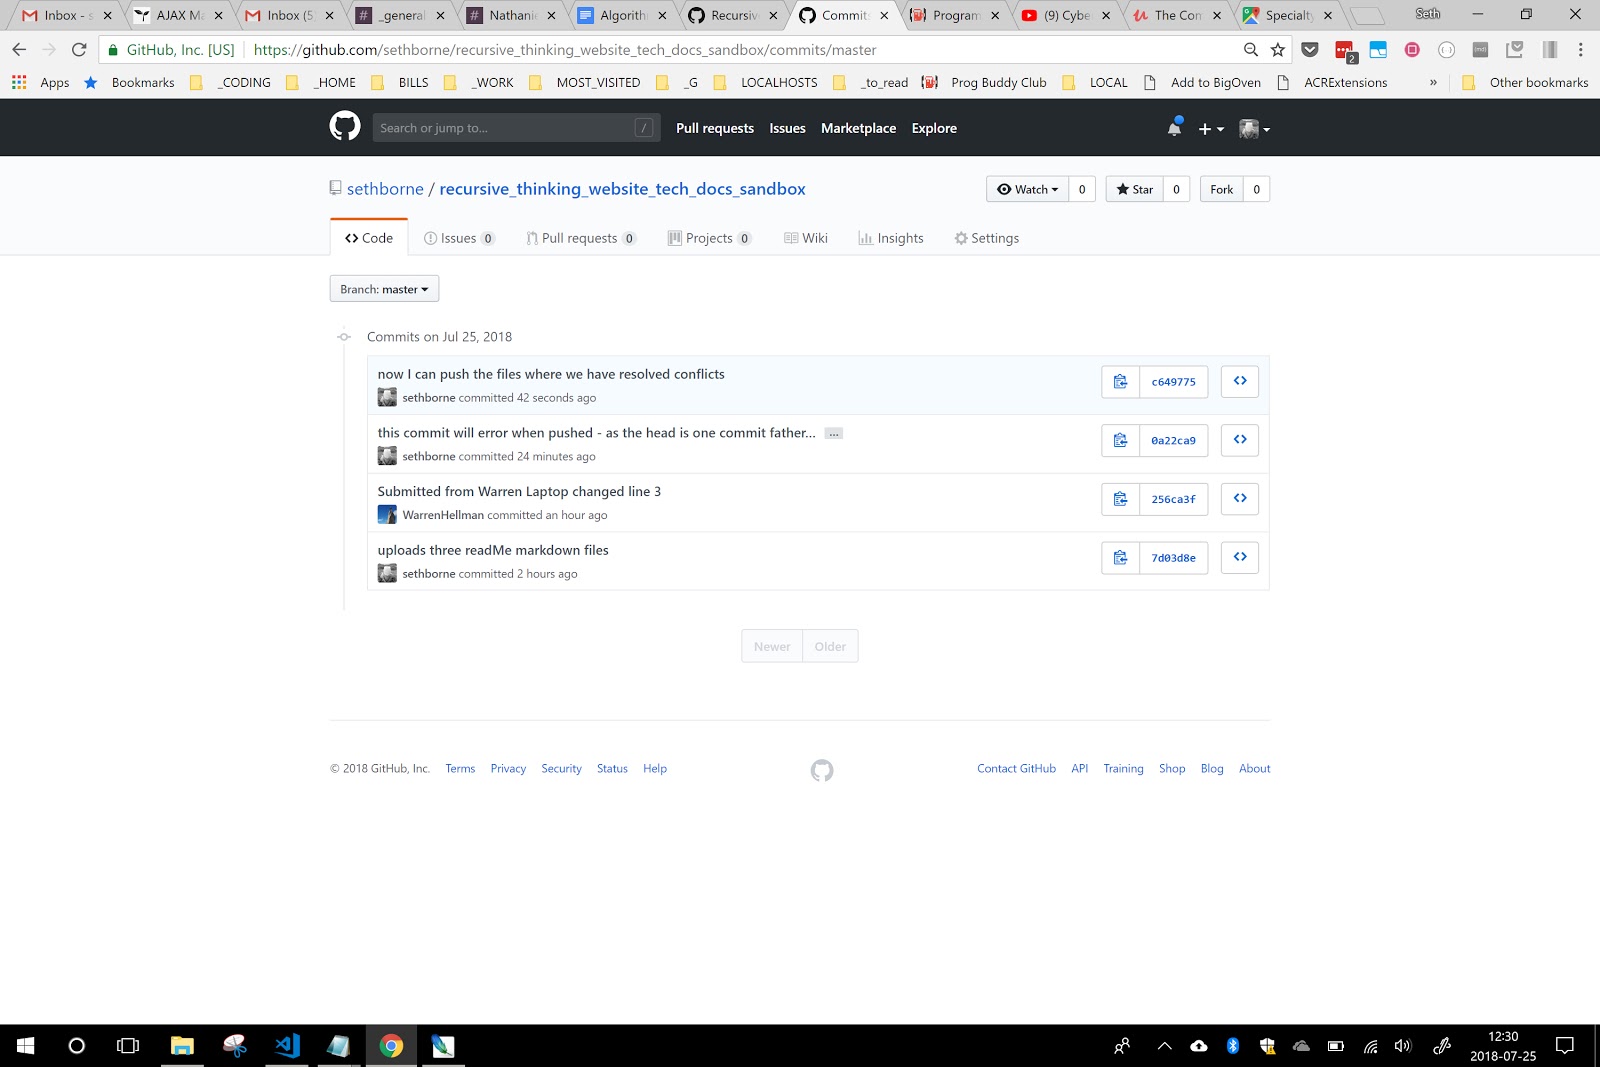 Inbox - s
AJAX Ma
Inbox (5)
_general
Nathanie
Algorith
Recursiv
Commits
Program
(9) Cybe
The Con
Specialty
Seth
GitHub, Inc. [US]
https://github.com/sethborne/recursive_thinking_website_tech_docs_sandbox/commits/master
2
Apps
Bookmarks
_CODING
_HOME
BILLS
_WORK
MOST_VISITED
_G
LOCALHOSTS
_to_read
Prog Buddy Club
LOCAL
Add to BigOven
ACRExtensions
»
Other bookmarks
Search or jump to...
/
Pull requests
Issues
Marketplace
Explore
sethborne / recursive_thinking_website_tech_docs_sandbox
Watch 0
Star 0
Fork 0
Code
Issues 0
Pull requests 0
Projects 0
Wiki
Insights
Settings
Branch: master
Commits on Jul 25, 2018
now I can push the files where we have resolved conflicts
sethborne committed 42 seconds ago
c649775
this commit will error when pushed - as the head is one commit father... ...
sethborne committed 24 minutes ago
0a22ca9
Submitted from Warren Laptop changed line 3
WarrenHellman committed an hour ago
256ca3f
uploads three readMe markdown files
sethborne committed 2 hours ago
7d03d8e
Newer
Older
© 2018 GitHub, Inc.
Terms
Privacy
Security
Status
Help
Contact GitHub
API
Training
Shop
Blog
About
12:30
2018-07-25